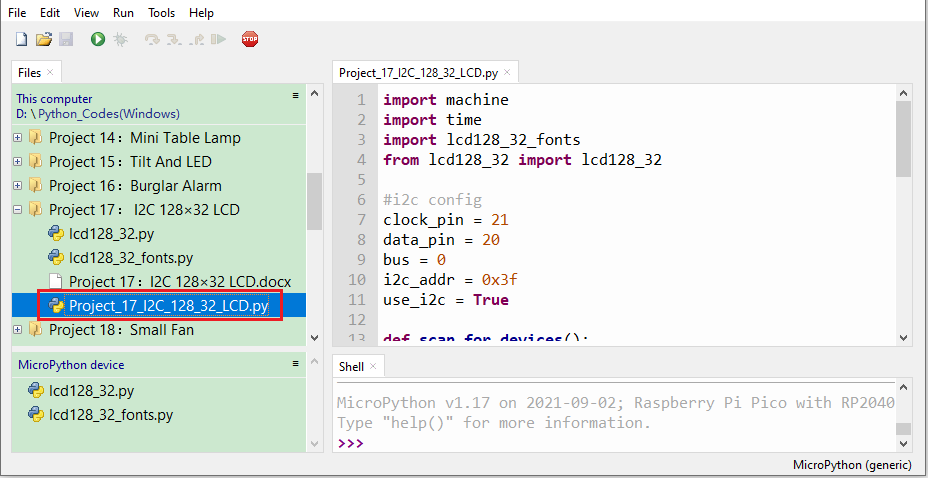 File Edit View Run Tools Help
STOP
Files
This computer
D: \ Python_Codes(Windows)
Project 14：Mini Table Lamp
Project 15：Tilt And LED
Project 16：Burglar Alarm
Project 17： I2C 128×32 LCD
lcd128_32.py
lcd128_32_fonts.py
Project 17：I2C 128×32 LCD.docx
Project_17_I2C_128_32_LCD.py
Project 18：Small Fan
MicroPython device
lcd128_32.py
lcd128_32_fonts.py
Project_17_I2C_128_32_LCD.py
1 import machine
2 import time
3 import lcd128_32_fonts
4 from lcd128_32 import lcd128_32
5
6 #i2c config
7 clock_pin = 21
8 data_pin = 20
9 bus = 0
10 i2c_addr = 0x3f
11 use_i2c = True
12
13 def scan_for_devices():
Shell
MicroPython v1.17 on 2021-09-02; Raspberry Pi Pico with RP2040
Type "help()" for more information.
>>>
MicroPython (generic)